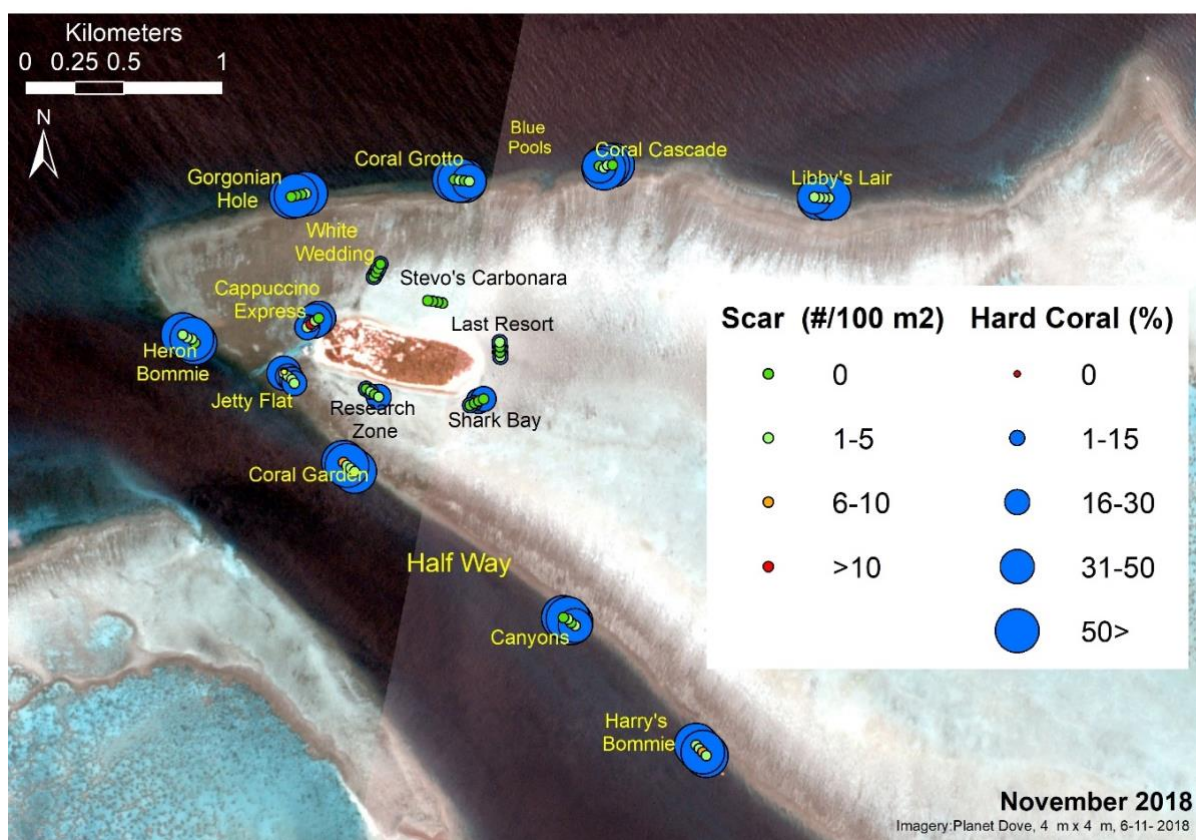 Kilometers
0 0.25 0.5 1
N
Blue
Pools
Coral Grotto
Coral Cascade
Gorgonian
Hole
Libby's Lair
White
Wedding
Stevo's Carbonara
Cappuccino
Express
Last Resort
Heron
Bommie
Jetty Flat
Research
Zone
Shark Bay
Coral Garden
Half Way
Canyons
Harry's
Bommie
Scar (#/100 m2) Hard Coral (%)
0 0
1-5 1-15
6-10 16-30
>10 31-50
50>
November 2018
Imagery:Planet Dove, 4 m x 4 m, 6-11- 2018